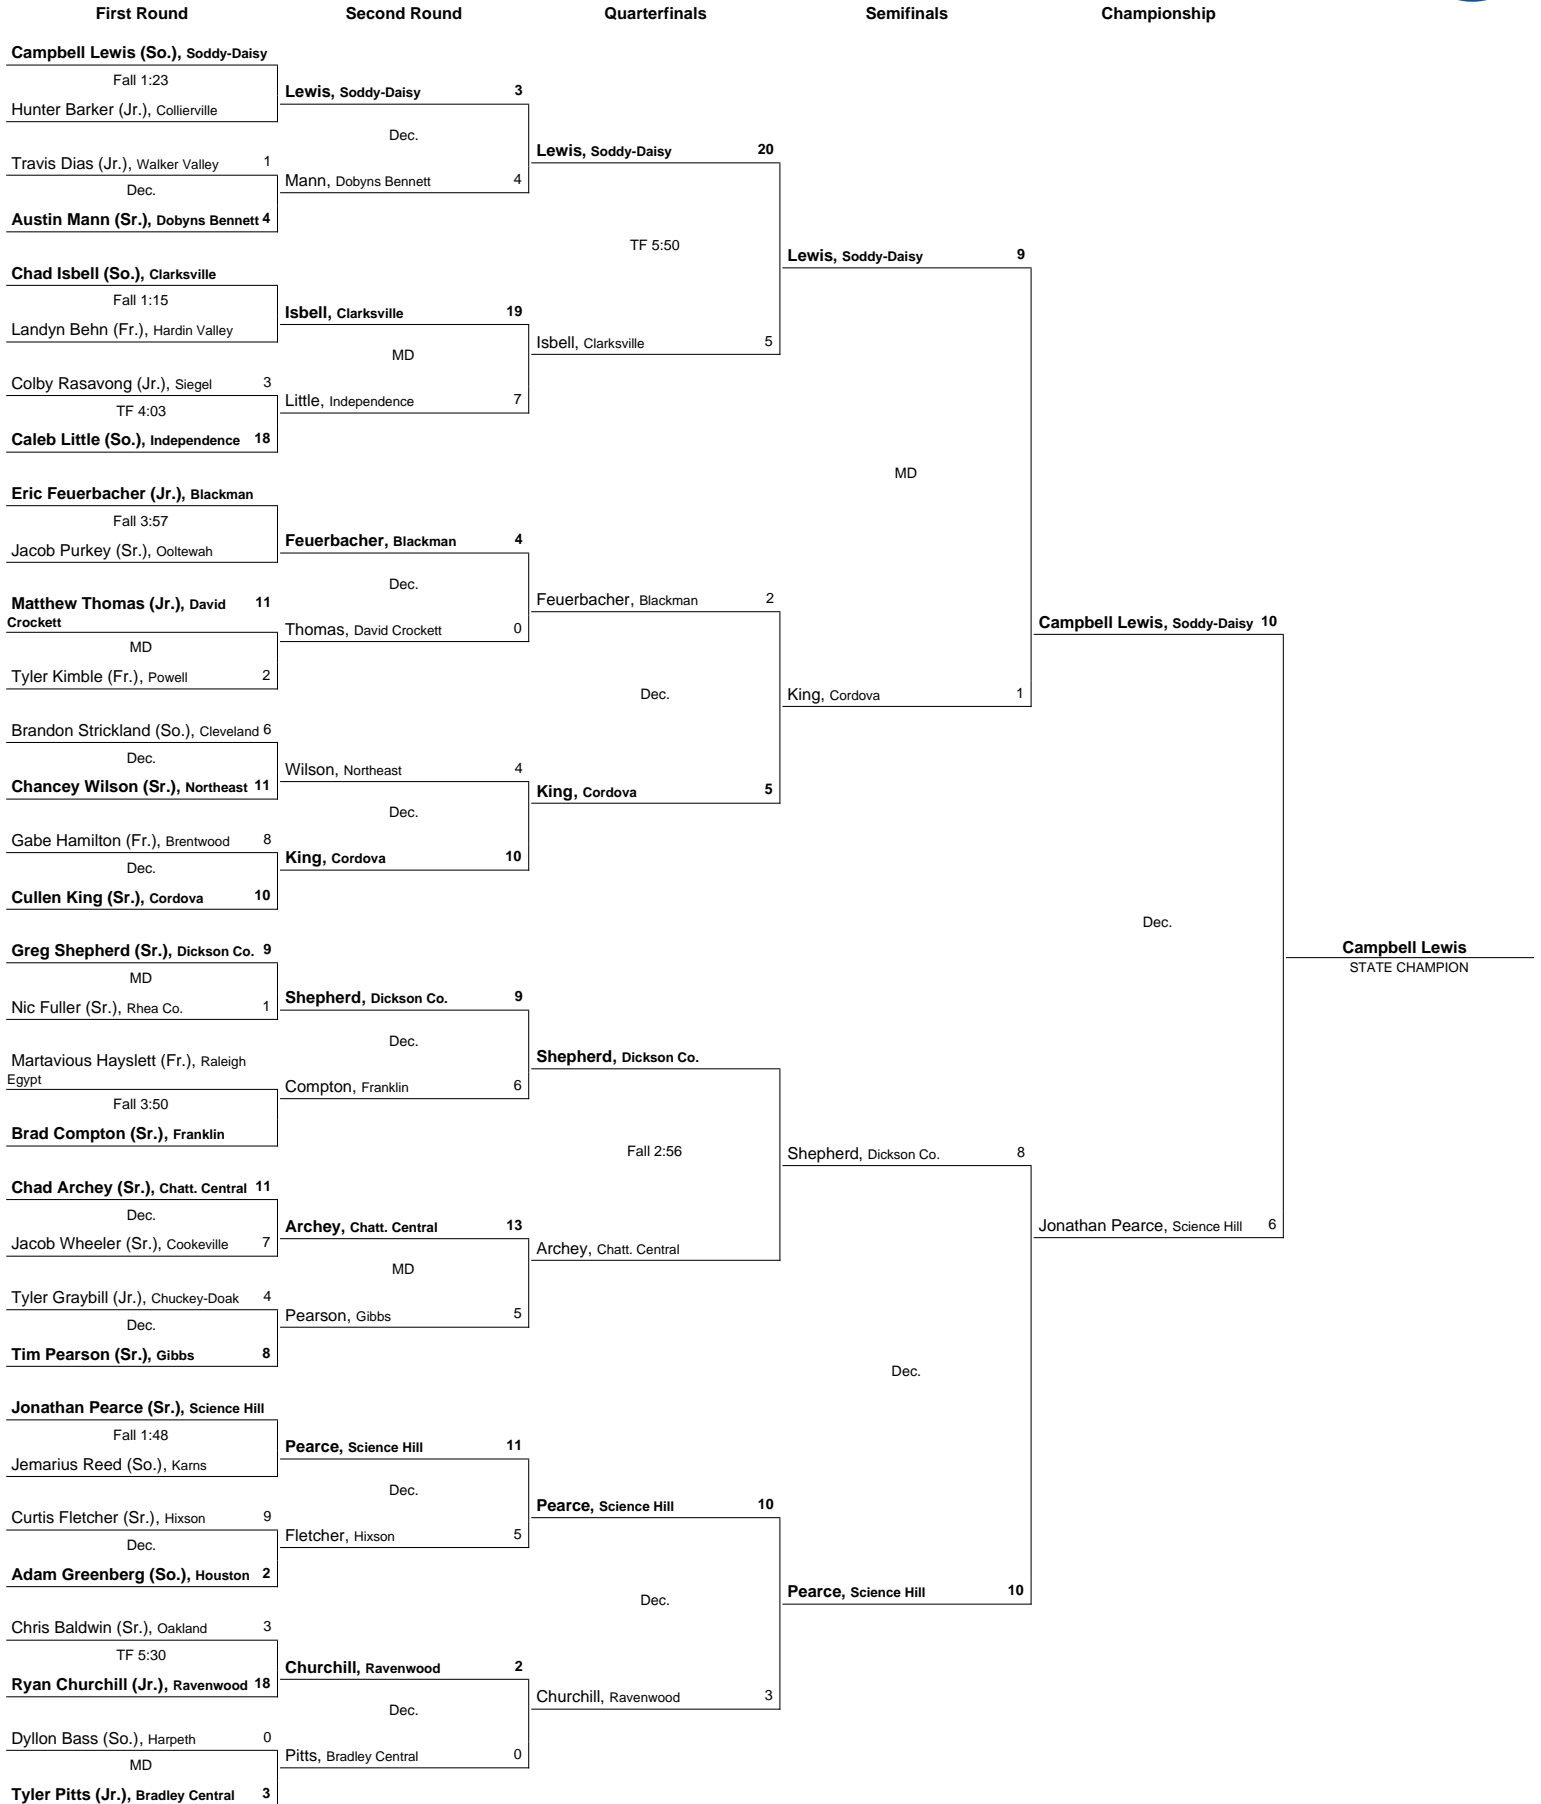 First Round
Second Round
Quarterfinals
Semifinals
Championship
Campbell Lewis (So.), Soddy-Daisy
Fall 1:23
Hunter Barker (Jr.), Collierville
Travis Dias (Jr.), Walker Valley 1
Dec.
Austin Mann (Sr.), Dobyns Bennett 4
Chad Isbell (So.), Clarksville
Fall 1:15
Landyn Behn (Fr.), Hardin Valley
Colby Rasavong (Jr.), Siegel 3
TF 4:03
Caleb Little (So.), Independence 18
Eric Feuerbacher (Jr.), Blackman
Fall 3:57
Jacob Purkey (Sr.), Ooltewah
Matthew Thomas (Jr.), David 11
Crockett
MD
Tyler Kimble (Fr.), Powell 2
Brandon Strickland (So.), Cleveland 6
Dec.
Chancey Wilson (Sr.), Northeast 11
Gabe Hamilton (Fr.), Brentwood 8
Dec.
Cullen King (Sr.), Cordova 10
Greg Shepherd (Sr.), Dickson Co. 9
MD
Nic Fuller (Sr.), Rhea Co. 1
Martavious Hayslett (Fr.), Raleigh
Egypt
Fall 3:50
Brad Compton (Sr.), Franklin
Chad Archey (Sr.), Chatt. Central 11
Dec.
Jacob Wheeler (Sr.), Cookeville 7
Tyler Graybill (Jr.), Chuckey-Doak 4
Dec.
Tim Pearson (Sr.), Gibbs 8
Jonathan Pearce (Sr.), Science Hill
Fall 1:48
Jemarius Reed (So.), Karns
Curtis Fletcher (Sr.), Hixson 9
Dec.
Adam Greenberg (So.), Houston 2
Chris Baldwin (Sr.), Oakland 3
TF 5:30
Ryan Churchill (Jr.), Ravenwood 18
Dyllon Bass (So.), Harpeth 0
MD
Tyler Pitts (Jr.), Bradley Central 3
Lewis, Soddy-Daisy 3
Dec.
Mann, Dobyns Bennett 4
Isbell, Clarksville 19
MD
Little, Independence 7
Feuerbacher, Blackman 4
Dec.
Thomas, David Crockett 0
Wilson, Northeast 4
Dec.
King, Cordova 10
Shepherd, Dickson Co. 9
Dec.
Compton, Franklin 6
Archey, Chatt. Central 13
MD
Pearson, Gibbs 5
Pearce, Science Hill 11
Dec.
Fletcher, Hixson 5
Churchill, Ravenwood 2
Dec.
Pitts, Bradley Central 0
Lewis, Soddy-Daisy 20
TF 5:50
Isbell, Clarksville 5
Feuerbacher, Blackman 2
Dec.
King, Cordova 5
Shepherd, Dickson Co.
Fall 2:56
Archey, Chatt. Central
Pearce, Science Hill 10
Dec.
Churchill, Ravenwood 3
Lewis, Soddy-Daisy 9
MD
King, Cordova 1
Shepherd, Dickson Co. 8
Dec.
Pearce, Science Hill 10
Campbell Lewis, Soddy-Daisy 10
Dec.
Jonathan Pearce, Science Hill 6
Campbell Lewis
STATE CHAMPION